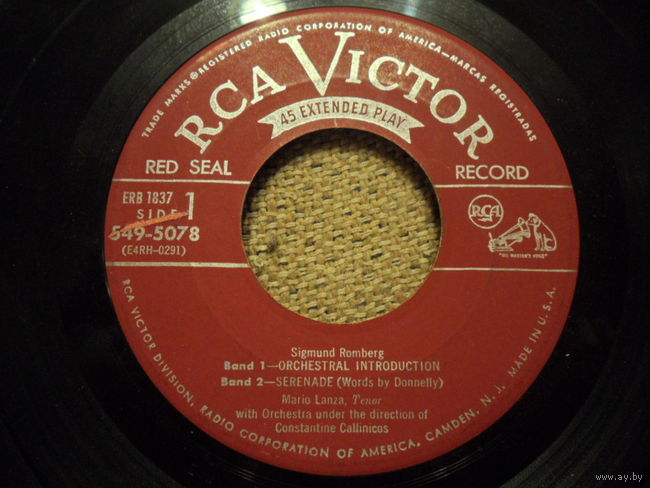 TRADE MARKS ® REGISTERED RADIO CORPORATION OF AMERICA—MARCAS REGISTRADAS
RCA VICTOR
45 EXTENDED PLAY
RED SEAL
RECORD
ERB 1837
SIDE 1
549-5078
(E4RH-0291)
RCA
"HIS MASTER'S VOICE"
Sigmund Romberg
Band 1—ORCHESTRAL INTRODUCTION
Band 2—SERENADE (Words by Donnelly)
Mario Lanza, Tenor
with Orchestra under the direction of
Constantine Callinicos
RCA VICTOR DIVISION, RADIO CORPORATION OF AMERICA, CAMDEN, N.J. MADE IN U.S.A.
www.ay.by